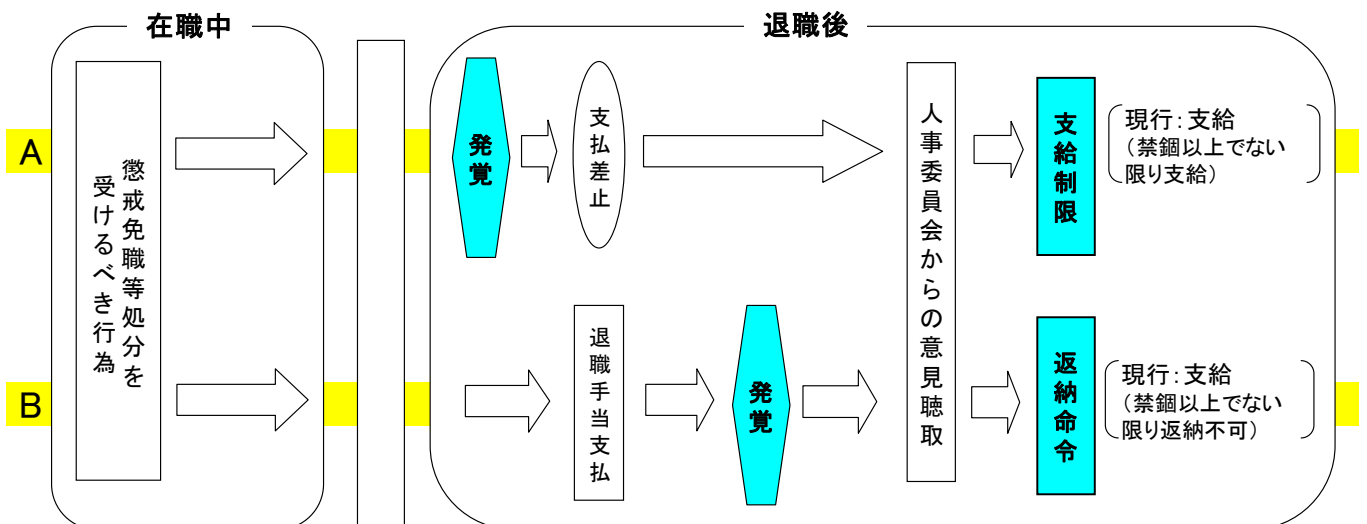 在職中
退職後
A
懲戒免職等処分を
受けるべき行為
発覚
支払差止
人事委員会からの意見聴取
支給制限
現行：支給
（禁錮以上でない
限り支給）
B
退職手当支払
発覚
返納命令
現行：支給
（禁錮以上でない
限り返納不可）